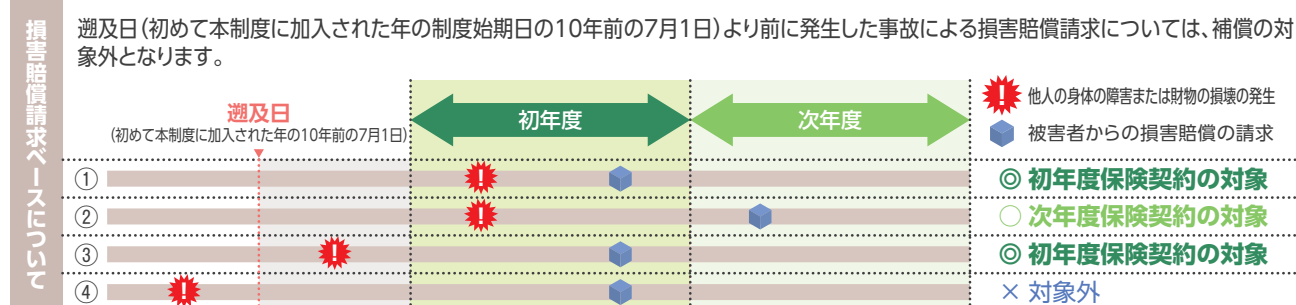 損害賠償請求ベースについて
遡及日(初めて本制度に加入された年の制度始期日の10年前の7月1日)より前に発生した事故による損害賠償請求については、補償の対
象外となります。
遡及日
(初めて本制度に加入された年の10年前の7月1日)
初年度
次年度
! 他人の身体の障害または財物の損壊の発生
被害者からの損害賠償の請求
① ! ◎ 初年度保険契約の対象
② ! ○ 次年度保険契約の対象
③ ! ◎ 初年度保険契約の対象
④ ! × 対象外